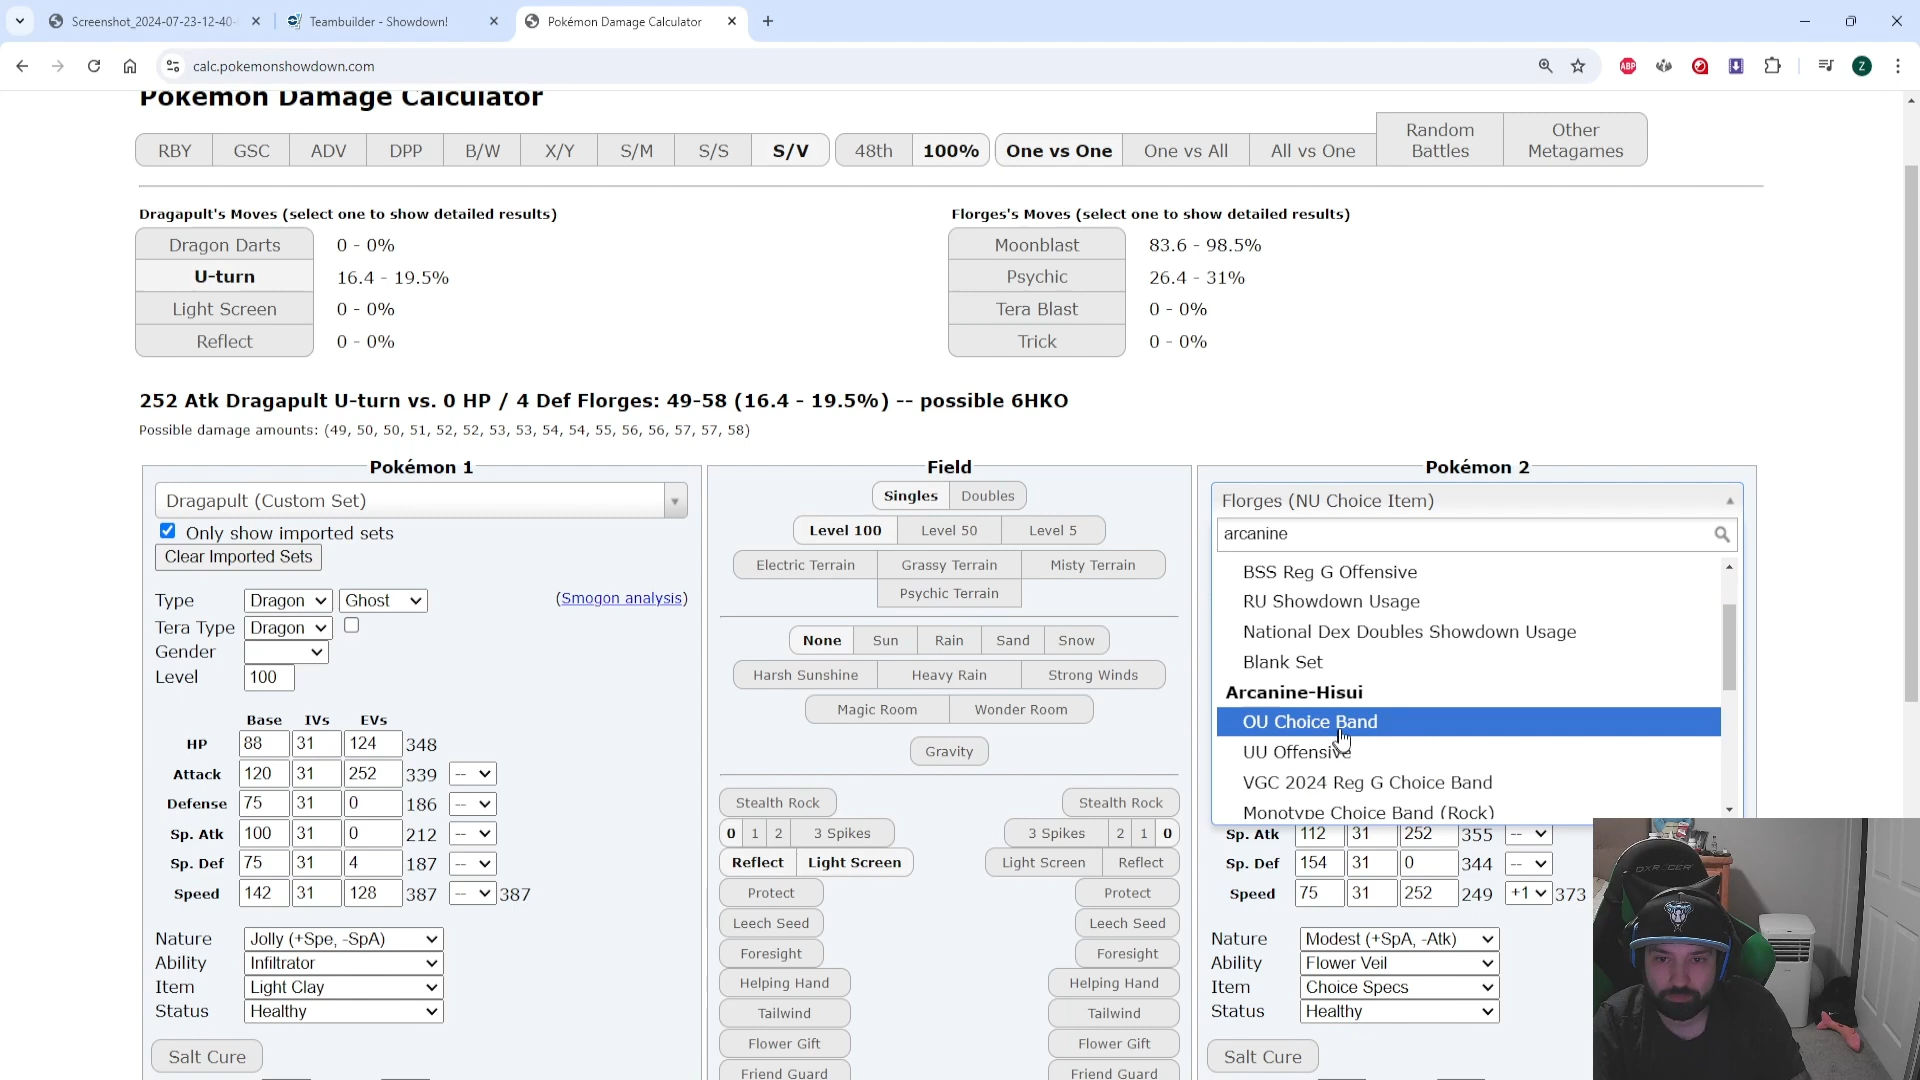 Screenshot_2024-07-23-12-40-
Teambuilder - Showdown!
Pokémon Damage Calculator
calc.pokemonshowdown.com
ABP
Z
Pokémon Damage Calculator
RBY GSC ADV DPP B/W X/Y S/M S/S S/V 48th 100% One vs One One vs All All vs One Random Battles Other Metagames
Dragapult's Moves (select one to show detailed results)
Dragon Darts 0 - 0%
U-turn 16.4 - 19.5%
Light Screen 0 - 0%
Reflect 0 - 0%
Florges's Moves (select one to show detailed results)
Moonblast 83.6 - 98.5%
Psychic 26.4 - 31%
Tera Blast 0 - 0%
Trick 0 - 0%
252 Atk Dragapult U-turn vs. 0 HP / 4 Def Florges: 49-58 (16.4 - 19.5%) -- possible 6HKO
Possible damage amounts: (49, 50, 50, 51, 52, 52, 53, 53, 54, 54, 55, 56, 56, 57, 57, 58)
Pokémon 1
Dragapult (Custom Set)
Only show imported sets
Clear Imported Sets
Type Dragon Ghost (Smogon analysis)
Tera Type Dragon
Gender
Level 100
Base IVs EVs
HP 88 31 124 348
Attack 120 31 252 339 --
Defense 75 31 0 186 --
Sp. Atk 100 31 0 212 --
Sp. Def 75 31 4 187 --
Speed 142 31 128 387 -- 387
Nature Jolly (+Spe, -SpA)
Ability Infiltrator
Item Light Clay
Status Healthy
Salt Cure
Field
Singles Doubles
Level 100 Level 50 Level 5
Electric Terrain Grassy Terrain Misty Terrain
Psychic Terrain
None Sun Rain Sand Snow
Harsh Sunshine Heavy Rain Strong Winds
Magic Room Wonder Room
Gravity
Stealth Rock Stealth Rock
0 1 2 3 Spikes 3 Spikes 2 1 0
Reflect Light Screen Light Screen Reflect
Protect Protect
Leech Seed Leech Seed
Foresight Foresight
Helping Hand Helping Hand
Tailwind Tailwind
Flower Gift Flower Gift
Friend Guard Friend Guard
Pokémon 2
Florges (NU Choice Item)
arcanine
BSS Reg G Offensive
RU Showdown Usage
National Dex Doubles Showdown Usage
Blank Set
Arcanine-Hisui
OU Choice Band
UU Offensive
VGC 2024 Reg G Choice Band
Monotype Choice Band (Rock)
Sp. Atk 112 31 252 355 --
Sp. Def 154 31 0 344 --
Speed 75 31 252 249 +1 373
Nature Modest (+SpA, -Atk)
Ability Flower Veil
Item Choice Specs
Status Healthy
Salt Cure